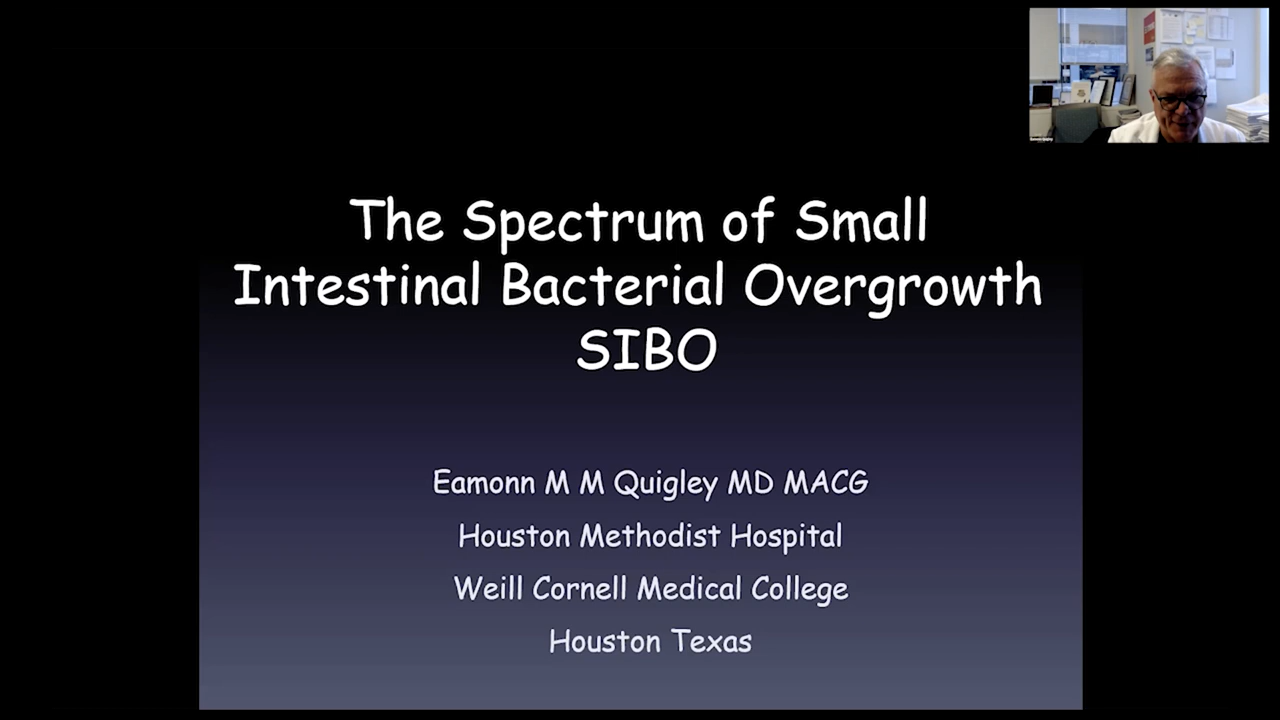 The Spectrum of Small
Intestinal Bacterial Overgrowth
SIBO
Eamonn M M Quigley MD MACG
Houston Methodist Hospital
Weill Cornell Medical College
Houston Texas